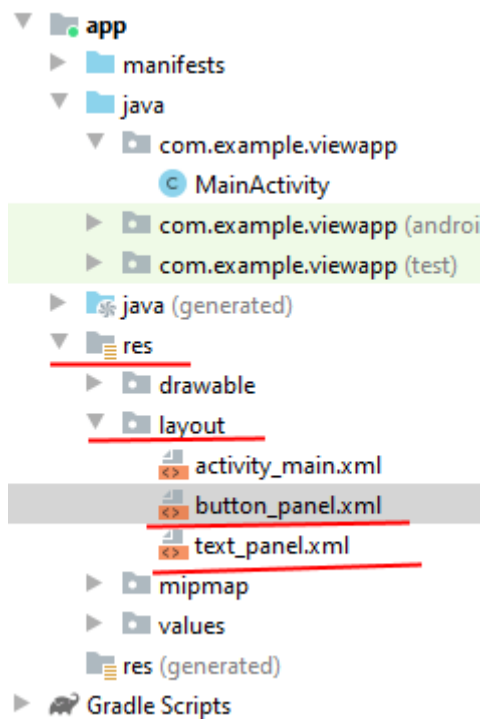 app
manifests
java
com.example.viewapp
C MainActivity
com.example.viewapp (androi
com.example.viewapp (test)
java (generated)
res
drawable
layout
activity_main.xml
button_panel.xml
text_panel.xml
mipmap
values
res (generated)
Gradle Scripts